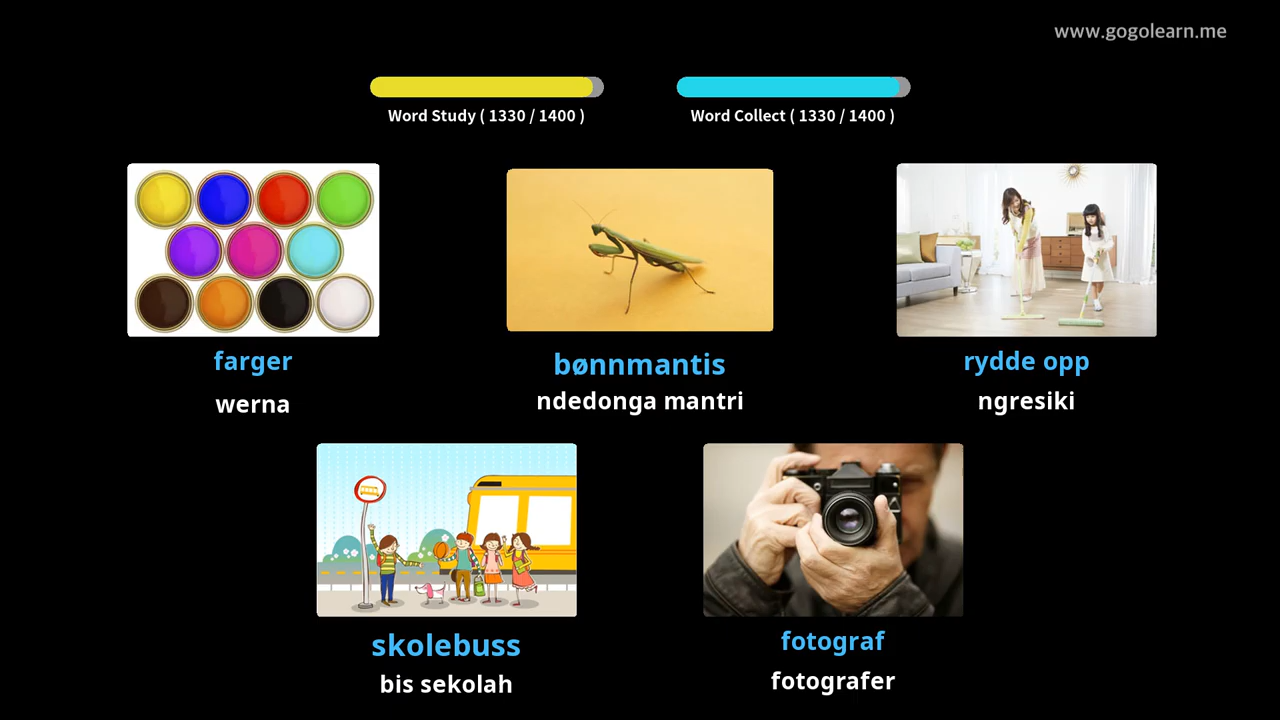 www.gogolearn.me
Word Study ( 1330 / 1400 )
Word Collect ( 1330 / 1400 )
farger
werna
bønnmantis
ndedonga mantri
rydde opp
ngresiki
skolebuss
bis sekolah
fotograf
fotografer